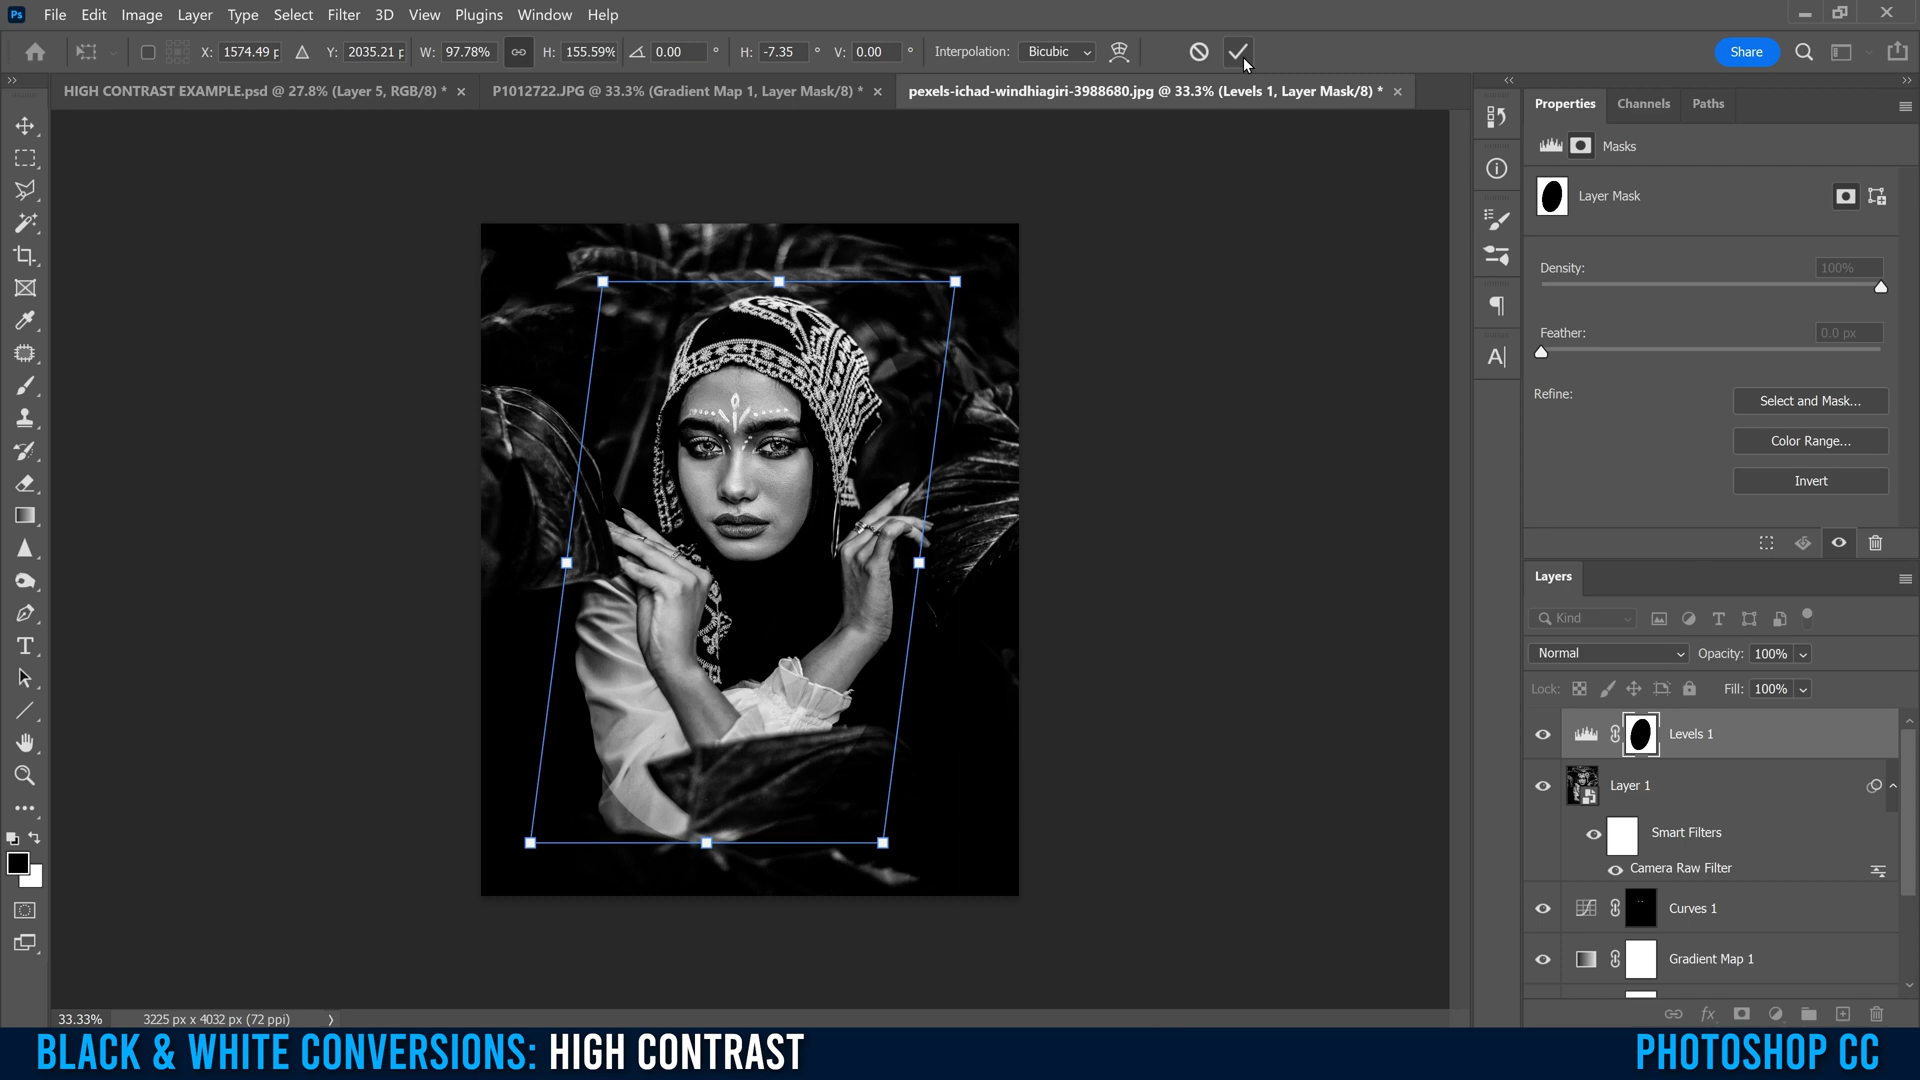 Ps File Edit Image Layer Type Select Filter 3D View Plugins Window Help
X: 1574.49 p Y: 2035.21 p W: 97.78% H: 155.59% 0.00 ° H: -7.35 ° V: 0.00 ° Interpolation: Bicubic Share
HIGH CONTRAST EXAMPLE.psd @ 27.8% (Layer 5, RGB/8) * × P1012722.JPG @ 33.3% (Gradient Map 1, Layer Mask/8) * × pexels-ichad-windhiagiri-3988680.jpg @ 33.3% (Levels 1, Layer Mask/8) * ×
Properties Channels Paths
Masks
Layer Mask
Density: 100%
Feather: 0.0 px
Refine: Select and Mask...
Color Range...
Invert
Layers
Kind
Normal Opacity: 100%
Lock: Fill: 100%
Levels 1
Layer 1
Smart Filters
Camera Raw Filter
Curves 1
Gradient Map 1
33.33% 3225 px x 4032 px (72 ppi)
BLACK & WHITE CONVERSIONS: HIGH CONTRAST
PHOTOSHOP CC